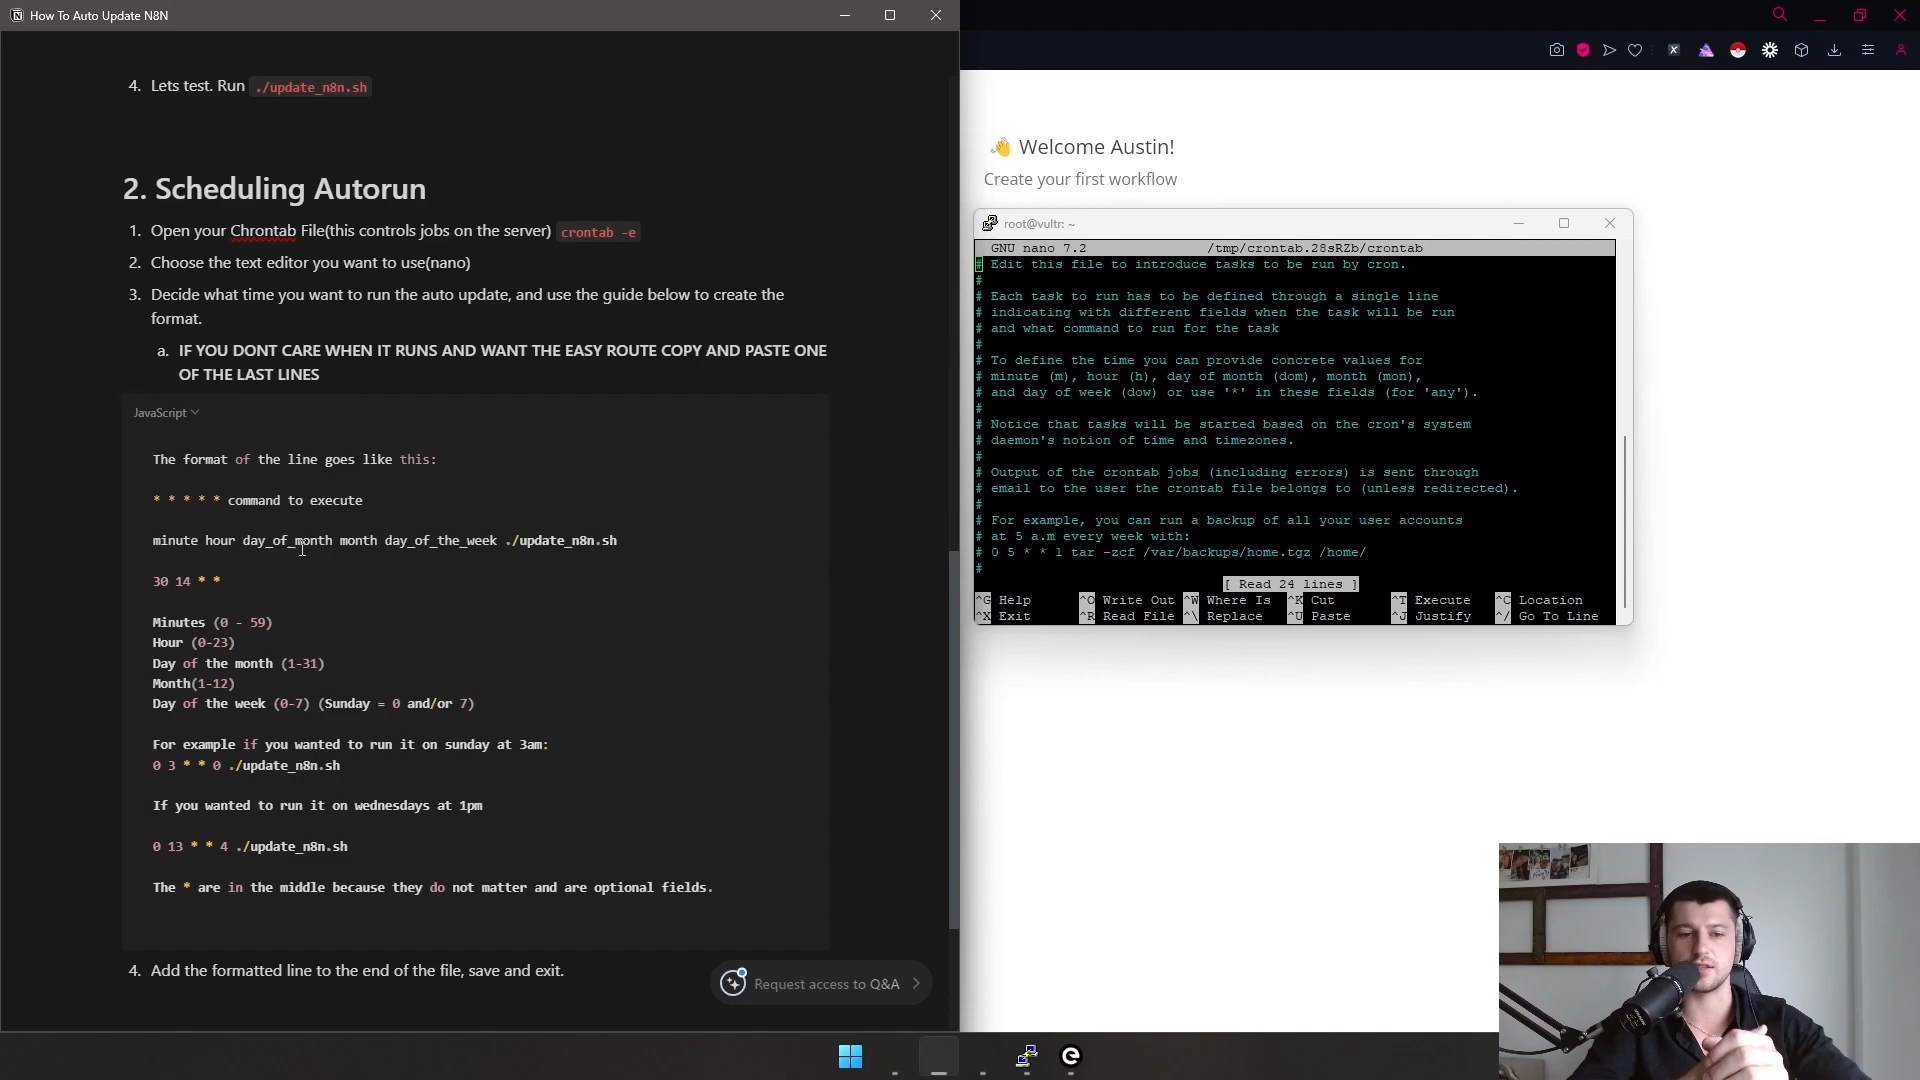 How To Auto Update N8N
4. Lets test. Run ./update_n8n.sh
2. Scheduling Autorun
1. Open your Chrontab File(this controls jobs on the server) crontab -e
2. Choose the text editor you want to use(nano)
3. Decide what time you want to run the auto update, and use the guide below to create the
format.
a. IF YOU DONT CARE WHEN IT RUNS AND WANT THE EASY ROUTE COPY AND PASTE ONE
OF THE LAST LINES
JavaScript
The format of the line goes like this:
* * * * * command to execute
minute hour day_of_month month day_of_the_week ./update_n8n.sh
30 14 * *
Minutes (0 - 59)
Hour (0-23)
Day of the month (1-31)
Month(1-12)
Day of the week (0-7) (Sunday = 0 and/or 7)
For example if you wanted to run it on sunday at 3am:
0 3 * * 0 ./update_n8n.sh
If you wanted to run it on wednesdays at 1pm
0 13 * * 4 ./update_n8n.sh
The * are in the middle because they do not matter and are optional fields.
4. Add the formatted line to the end of the file, save and exit.
Request access to Q&A
👋 Welcome Austin!
Create your first workflow
root@vultr: ~
GNU nano 7.2 /tmp/crontab.28sRZb/crontab
# Edit this file to introduce tasks to be run by cron.
#
# Each task to run has to be defined through a single line
# indicating with different fields when the task will be run
# and what command to run for the task
#
# To define the time you can provide concrete values for
# minute (m), hour (h), day of month (dom), month (mon),
# and day of week (dow) or use '*' in these fields (for 'any').
#
# Notice that tasks will be started based on the cron's system
# daemon's notion of time and timezones.
#
# Output of the crontab jobs (including errors) is sent through
# email to the user the crontab file belongs to (unless redirected).
#
# For example, you can run a backup of all your user accounts
# at 5 a.m every week with:
# 0 5 * * 1 tar -zcf /var/backups/home.tgz /home/
#
[ Read 24 lines ]
^G Help ^O Write Out ^W Where Is ^K Cut ^T Execute ^C Location
^X Exit ^R Read File ^\ Replace ^U Paste ^J Justify ^/ Go To Line